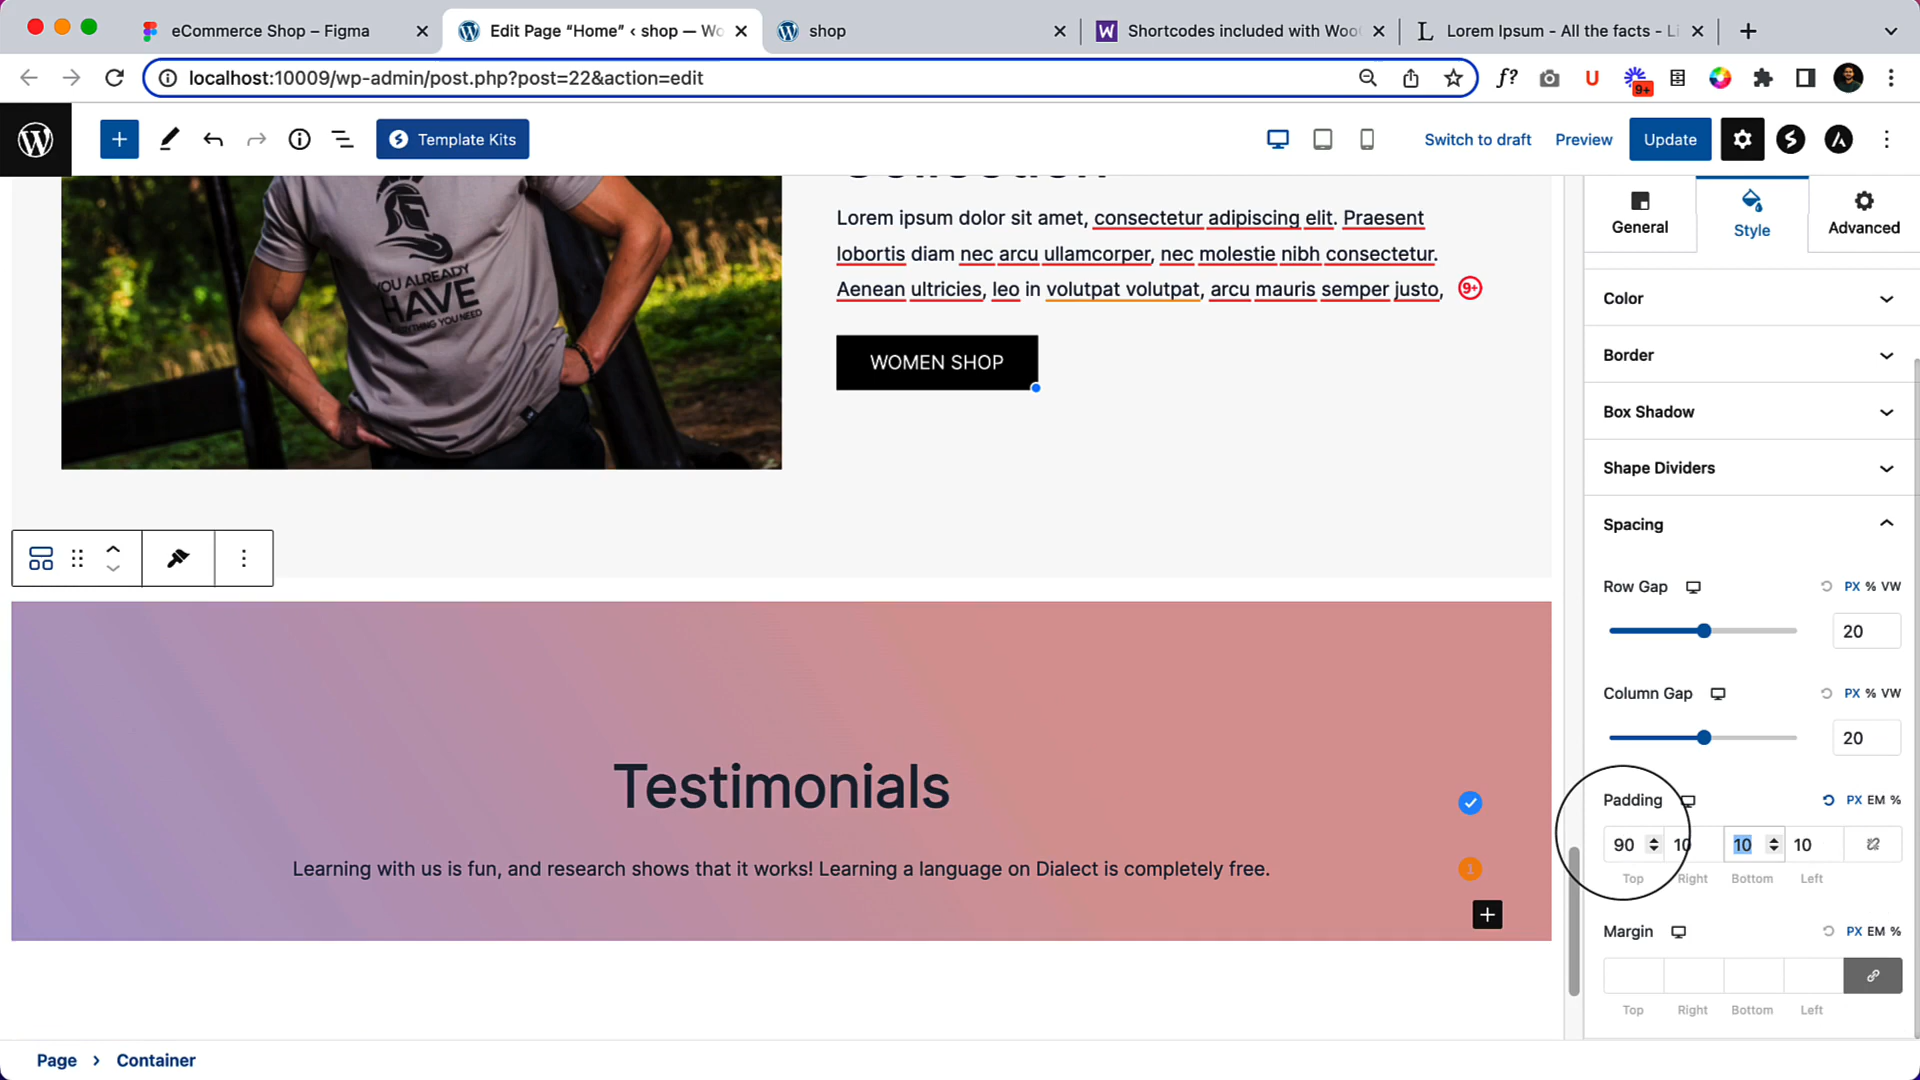 eCommerce Shop – Figma
Edit Page “Home” ‹ shop — Wo
shop
Shortcodes included with Woo
Lorem Ipsum - All the facts - Li
localhost:10009/wp-admin/post.php?post=22&action=edit
f?
U
9+
+
Template Kits
Switch to draft
Preview
Update
Lorem ipsum dolor sit amet, consectetur adipiscing elit. Praesent
lobortis diam nec arcu ullamcorper, nec molestie nibh consectetur.
Aenean ultricies, leo in volutpat volutpat, arcu mauris semper justo,
9+
WOMEN SHOP
Testimonials
Learning with us is fun, and research shows that it works! Learning a language on Dialect is completely free.
1
General
Style
Advanced
Color
Border
Box Shadow
Shape Dividers
Spacing
Row Gap
PX % VW
20
Column Gap
PX % VW
20
Padding
PX EM %
90 10 10 10
Top Right Bottom Left
Margin
PX EM %
Top Right Bottom Left
Page › Container